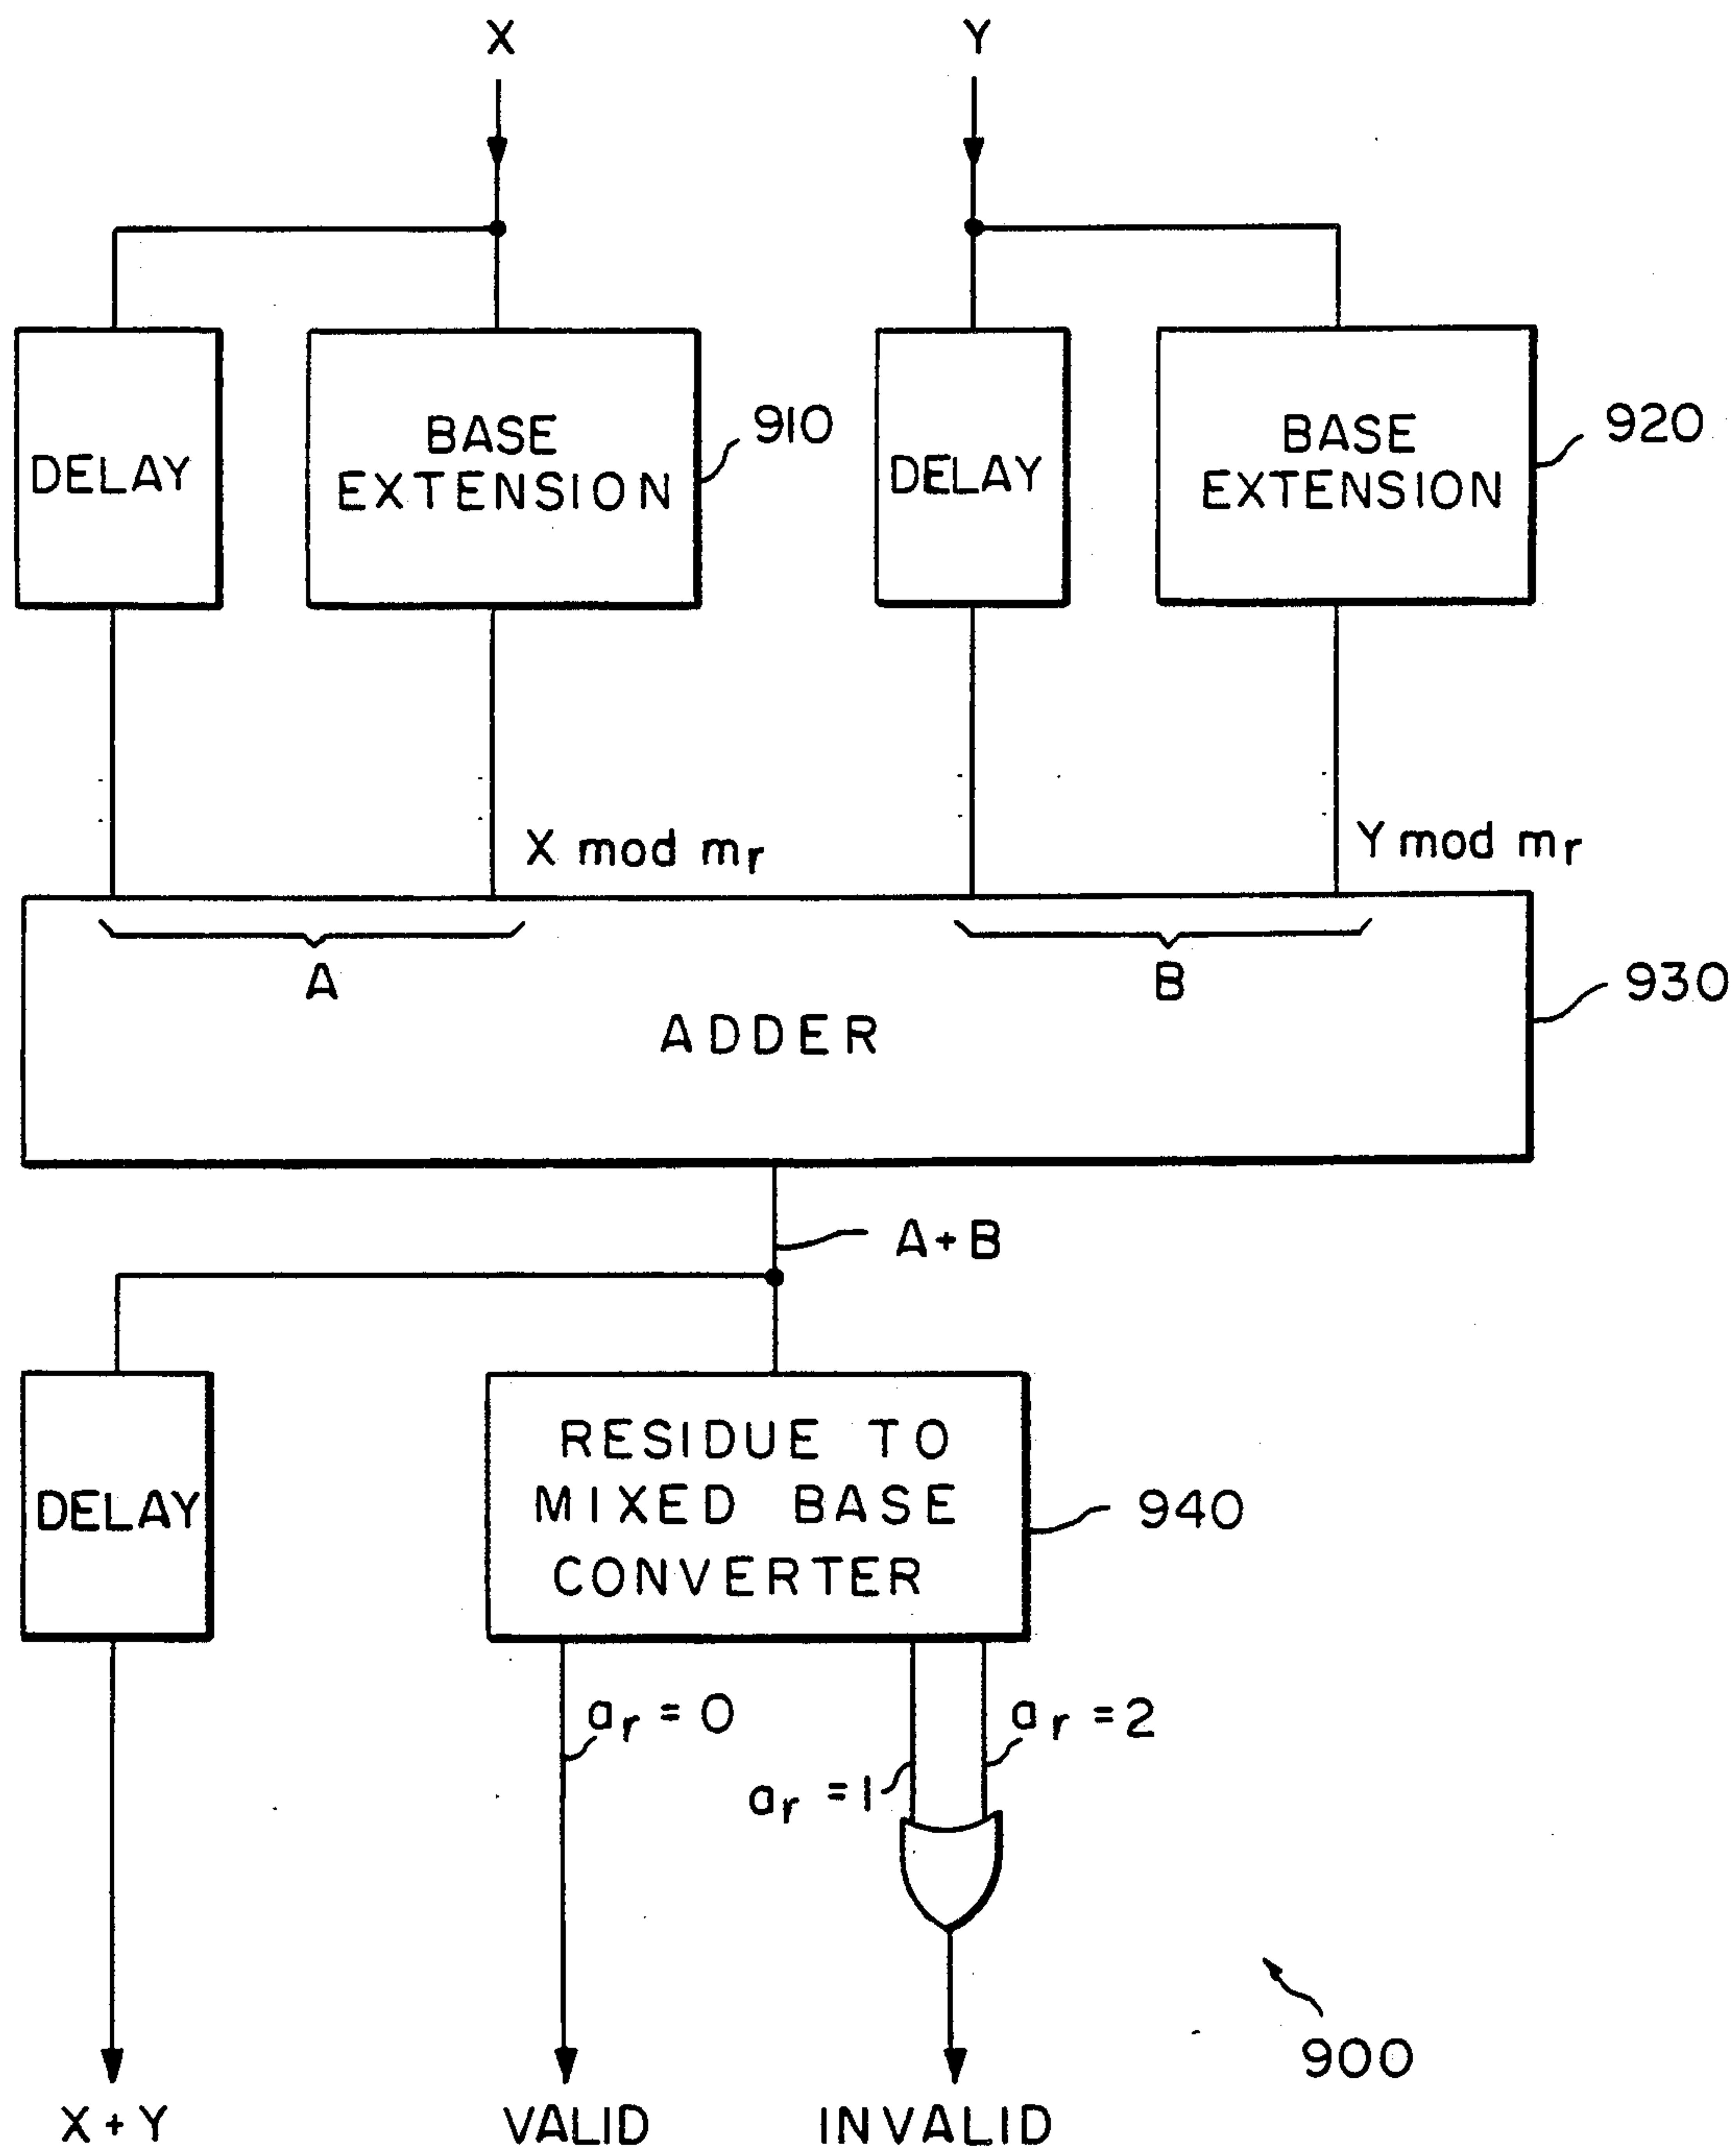 X
Y
DELAY
BASE
EXTENSION
910
DELAY
BASE
EXTENSION
920
X mod mr
Y mod mr
A
B
930
ADDER
A+B
DELAY
RESIDUE TO
MIXED BASE
CONVERTER
940
ar = 0
ar = 1
ar = 2
900
X + Y
VALID
INVALID